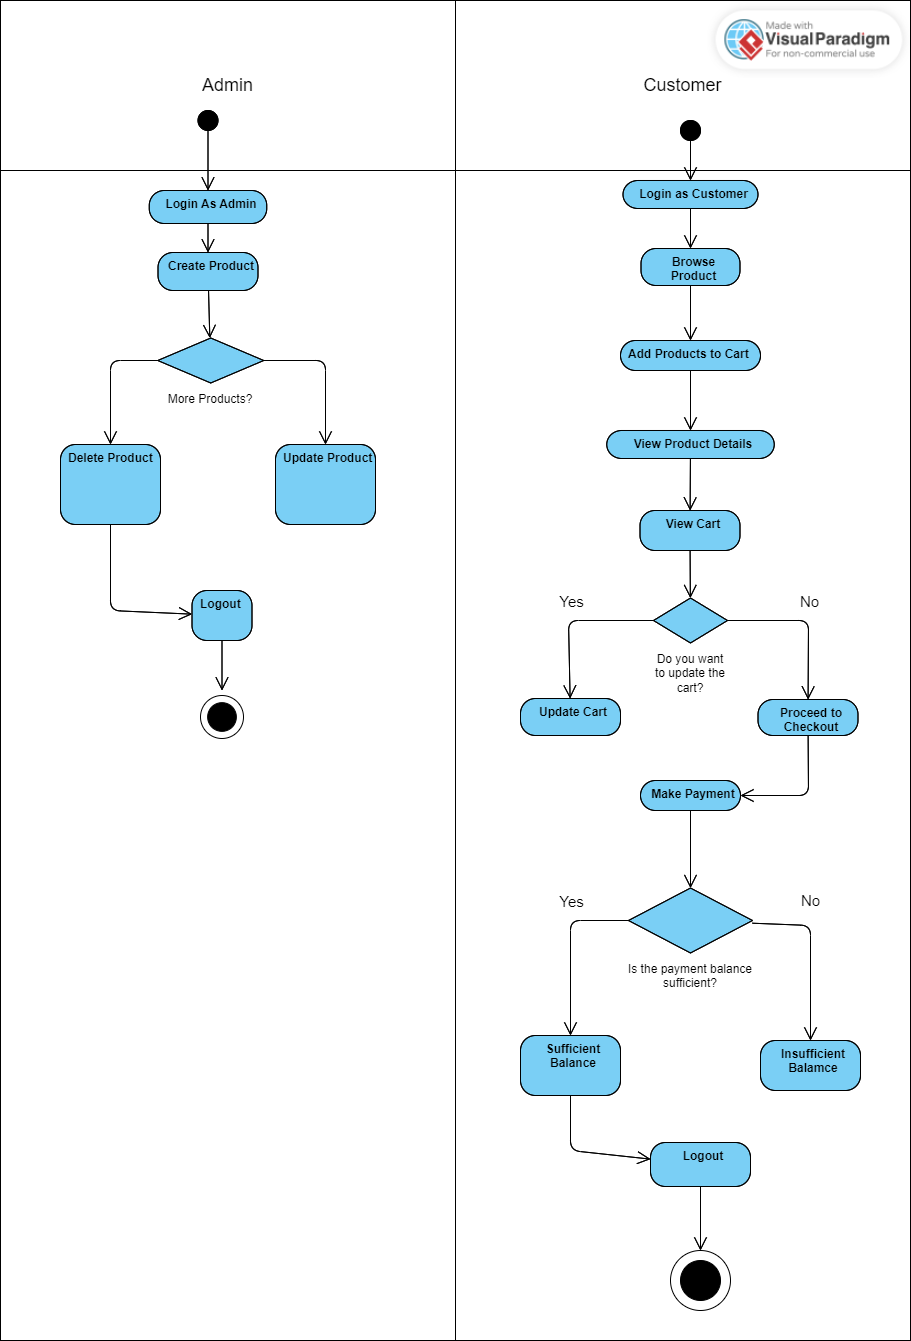 Made with
VisualParadigm
For non-commercial use
Admin
Customer
Login As Admin
Create Product
More Products?
Delete Product
Update Product
Logout
Login as Customer
Browse
Product
Add Products to Cart
View Product Details
View Cart
Yes
No
Do you want
to update the
cart?
Update Cart
Proceed to
Checkout
Make Payment
Yes
No
Is the payment balance
sufficient?
Sufficient
Balance
Insufficient
Balamce
Logout